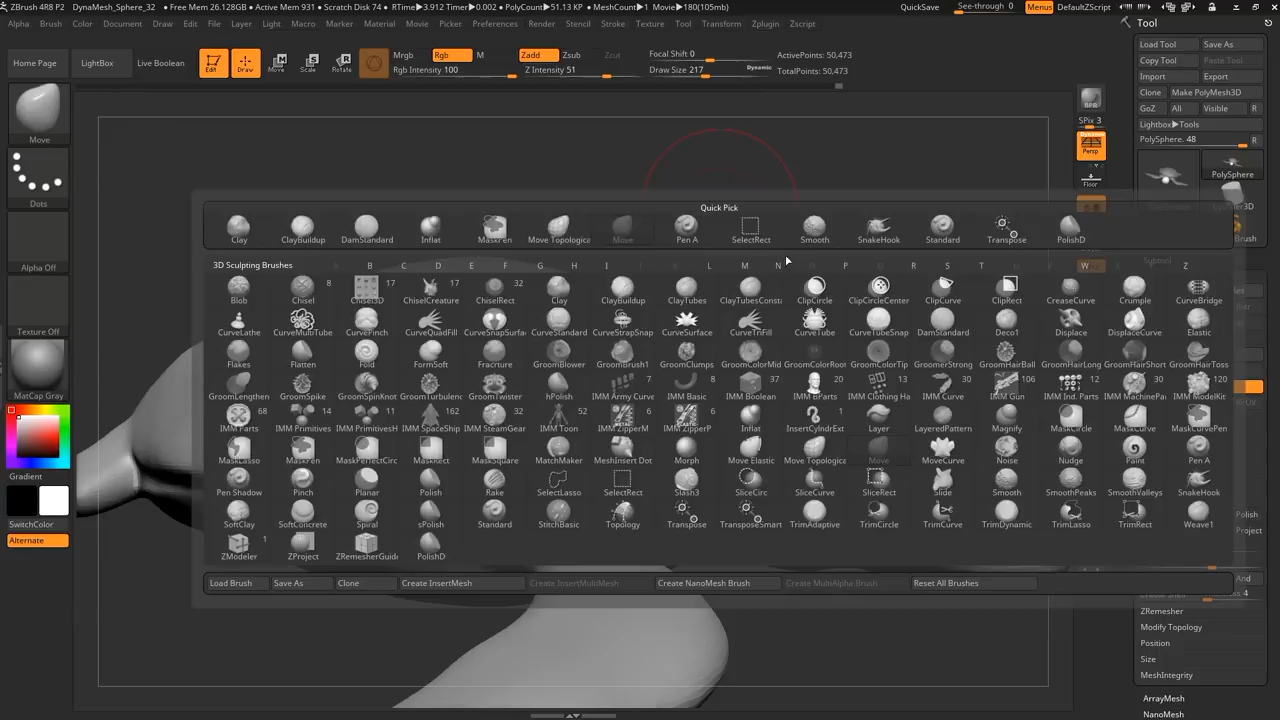 ZBrush 4R8 P2 DynaMesh_Sphere_32 • Free Mem 26.128GB • Active Mem 931 • Scratch Disk 74 • RTime▶3.912 Timer▶0.002 • PolyCount▶51.13 KP • MeshCount▶1 Movie▶180(105mb) QuickSave See-through 0 Menus DefaultZScript
Alpha Brush Color Document Draw Edit File Layer Light Macro Marker Material Movie Picker Preferences Render Stencil Stroke Texture Tool Transform Zplugin Zscript Tool
Home Page LightBox Live Boolean Edit Draw Move Scale Rotate
Mrgb Rgb M Zadd Zsub Zcut Focal Shift 0 ActivePoints: 50,473
Rgb Intensity 100 Z Intensity 51 Draw Size 217 Dynamic TotalPoints: 50,473
Load Tool Save As
Copy Tool Paste Tool
Import Export
Clone Make PolyMesh3D
GoZ All Visible R
Lightbox▶Tools
PolySphere. 48 R
PolySphere
BPR
SPix 3
Dynamic
Persp
Floor
Move
Dots
Alpha Off
Texture Off
MatCap Gray
Gradient
SwitchColor
Alternate
Quick Pick
Clay ClayBuildup DamStandard Inflat MaskPen Move Topologica Move Pen A SelectRect Smooth SnakeHook Standard Transpose PolishD
3D Sculpting Brushes B C D E F G H I L M N P R S T W Z
Blob Chisel 8 Chisel3D 17 ChiselCreature 17 ChiselRect 32 Clay ClayBuildup ClayTubes ClayTubesConsta ClipCircle ClipCircleCenter ClipCurve ClipRect CreaseCurve Crumple CurveBridge
CurveLathe CurveMultiTube CurvePinch CurveQuadFill CurveSnapSurfa CurveStandard CurveStrapSnap CurveSurface CurveTriFill CurveTube CurveTubeSnap DamStandard Deco1 Displace DisplaceCurve Elastic
Flakes Flatten Fold FormSoft Fracture GroomBlower GroomBrush1 GroomClumps GroomColorMid GroomColorRoot GroomColorTip GroomerStrong GroomHairBall GroomHairLong GroomHairShort GroomHairToss
GroomLengthen GroomSpike GroomSpinKnot GroomTurbulenc GroomTwister hPolish IMM Army Curve 7 IMM Basic 8 IMM Boolean 37 IMM BParts 20 IMM Clothing Ha 13 IMM Curve 30 IMM Gun 106 IMM Ind. Parts 12 IMM MachinePa 30 IMM ModelKit 120
IMM Parts 68 IMM Primitives 14 IMM PrimitivesH 11 IMM SpaceShip 162 IMM SteamGear 32 IMM Toon 52 IMM ZipperM 6 IMM ZipperP 6 Inflat InsertCylndrExt 1 Layer LayeredPattern Magnify MaskCircle MaskCurve MaskCurvePen
MaskLasso MaskPen MaskPerfectCirc MaskRect MaskSquare MatchMaker MeshInsert Dot Morph Move Elastic Move Topologica Move MoveCurve Noise Nudge Paint Pen A
Pen Shadow Pinch Planar Polish Rake SelectLasso SelectRect Slash3 SliceCirc SliceCurve SliceRect Slide Smooth SmoothPeaks SmoothValleys SnakeHook
SoftClay SoftConcrete Spiral sPolish Standard StitchBasic Topology Transpose TransposeSmart TrimAdaptive TrimCircle TrimCurve TrimDynamic TrimLasso TrimRect Weave1
ZModeler 1 ZProject ZRemesherGuide PolishD
Load Brush Save As Clone Create InsertMesh Create InsertMultiMesh Create NanoMesh Brush Create MultiAlpha Brush Reset All Brushes
Polish
Project
And
ZRemesher
Modify Topology
Position
Size
MeshIntegrity
ArrayMesh
NanoMesh